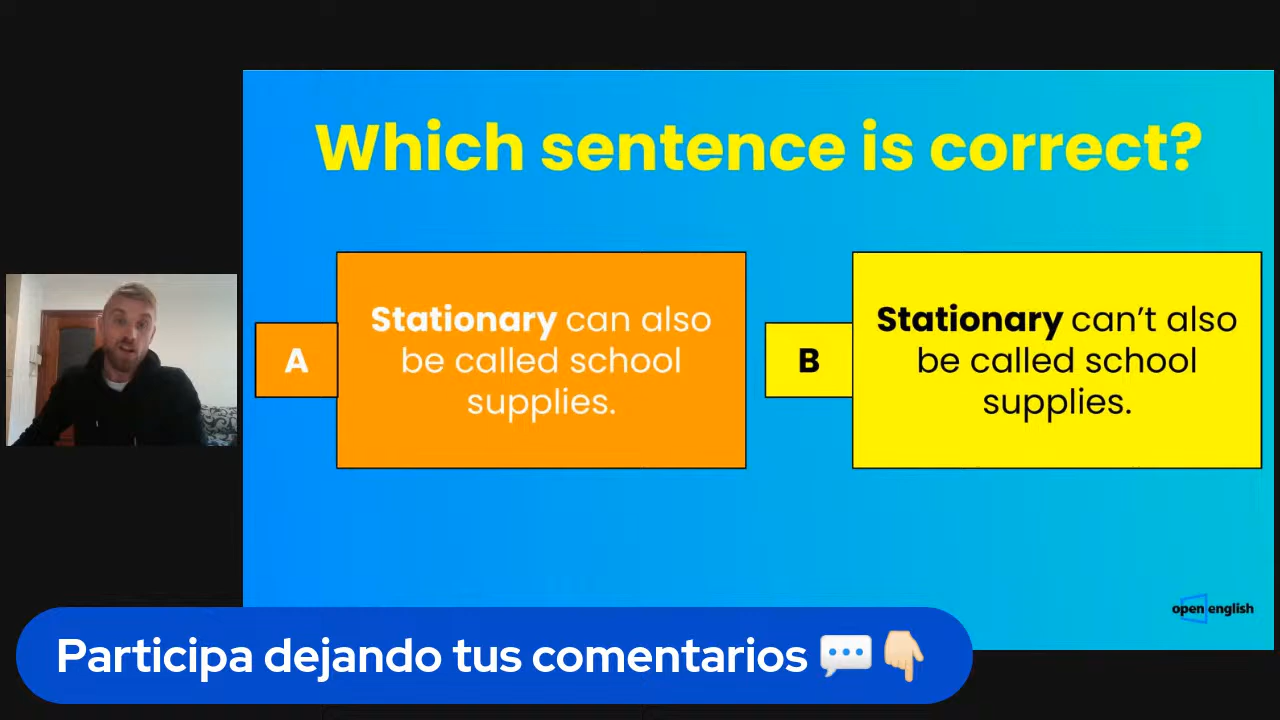 Which sentence is correct?
A
Stationary can also
be called school
supplies.
B
Stationary can’t also
be called school
supplies.
open english
Participa dejando tus comentarios 💬👇🏻